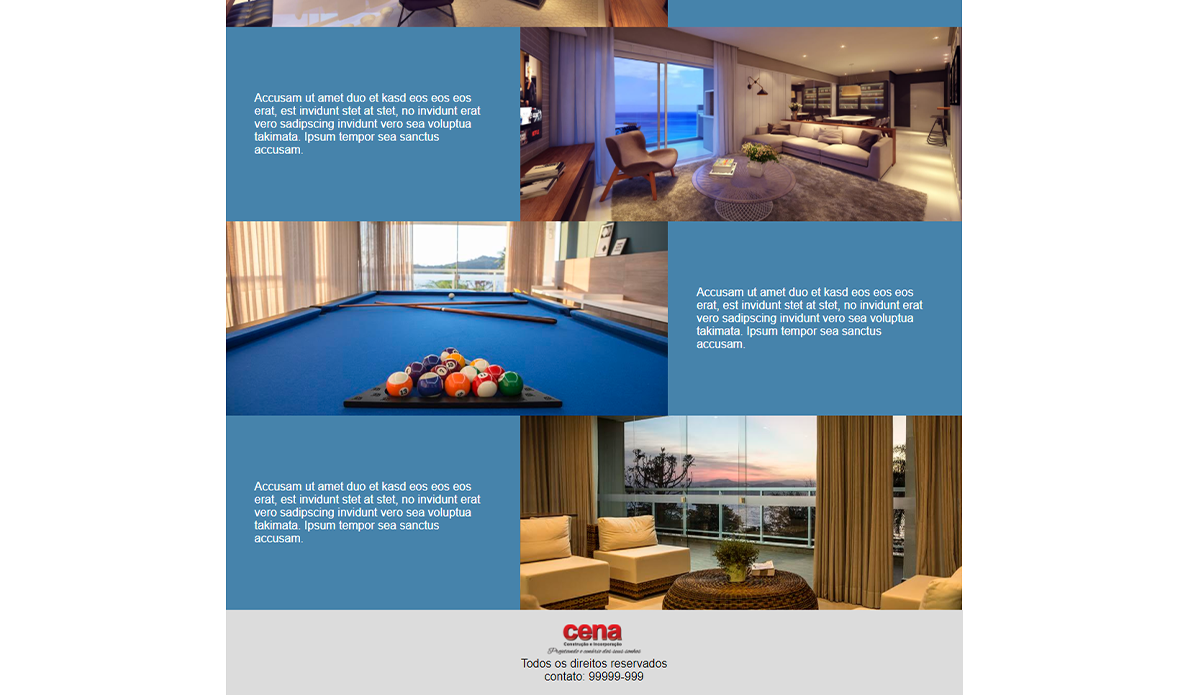 Accusam ut amet duo et kasd eos eos eos
erat, est invidunt stet at stet, no invidunt erat
vero sadipscing invidunt vero sea voluptua
takimata. Ipsum tempor sea sanctus
accusam.
Accusam ut amet duo et kasd eos eos eos
erat, est invidunt stet at stet, no invidunt erat
vero sadipscing invidunt vero sea voluptua
takimata. Ipsum tempor sea sanctus
accusam.
Accusam ut amet duo et kasd eos eos eos
erat, est invidunt stet at stet, no invidunt erat
vero sadipscing invidunt vero sea voluptua
takimata. Ipsum tempor sea sanctus
accusam.
cena
Construção e Incorporação
Projetando o cenário dos seus sonhos
Todos os direitos reservados
contato: 99999-999